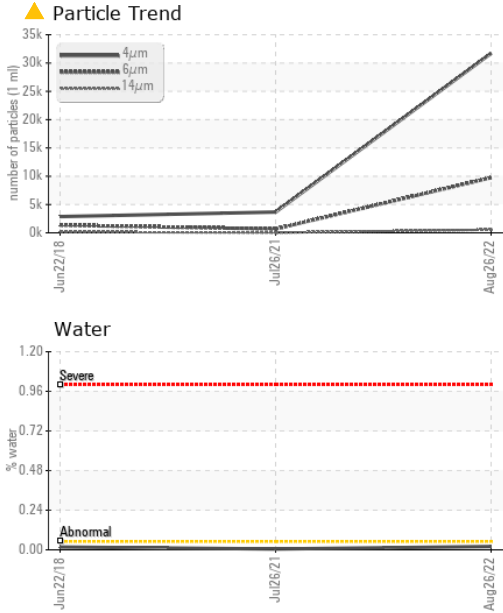 Particle Trend
number of particles (1 ml)
35k
30k
25k
20k
15k
10k
5k
0k
4µm
6µm
14µm
Jun22/18
Jul26/21
Aug26/22
Water
% water
1.20
0.96
0.72
0.48
0.24
0.00
Severe
Abnormal
Jun22/18
Jul26/21
Aug26/22